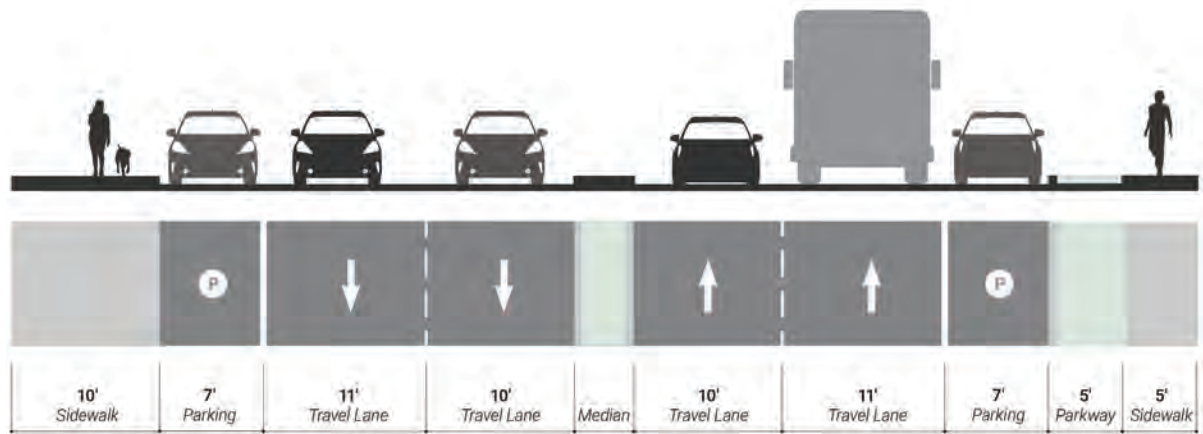 P
P
10'
Sidewalk
7'
Parking
11'
Travel Lane
10'
Travel Lane
Median
10'
Travel Lane
11'
Travel Lane
7'
Parking
5'
Parkway
5'
Sidewalk